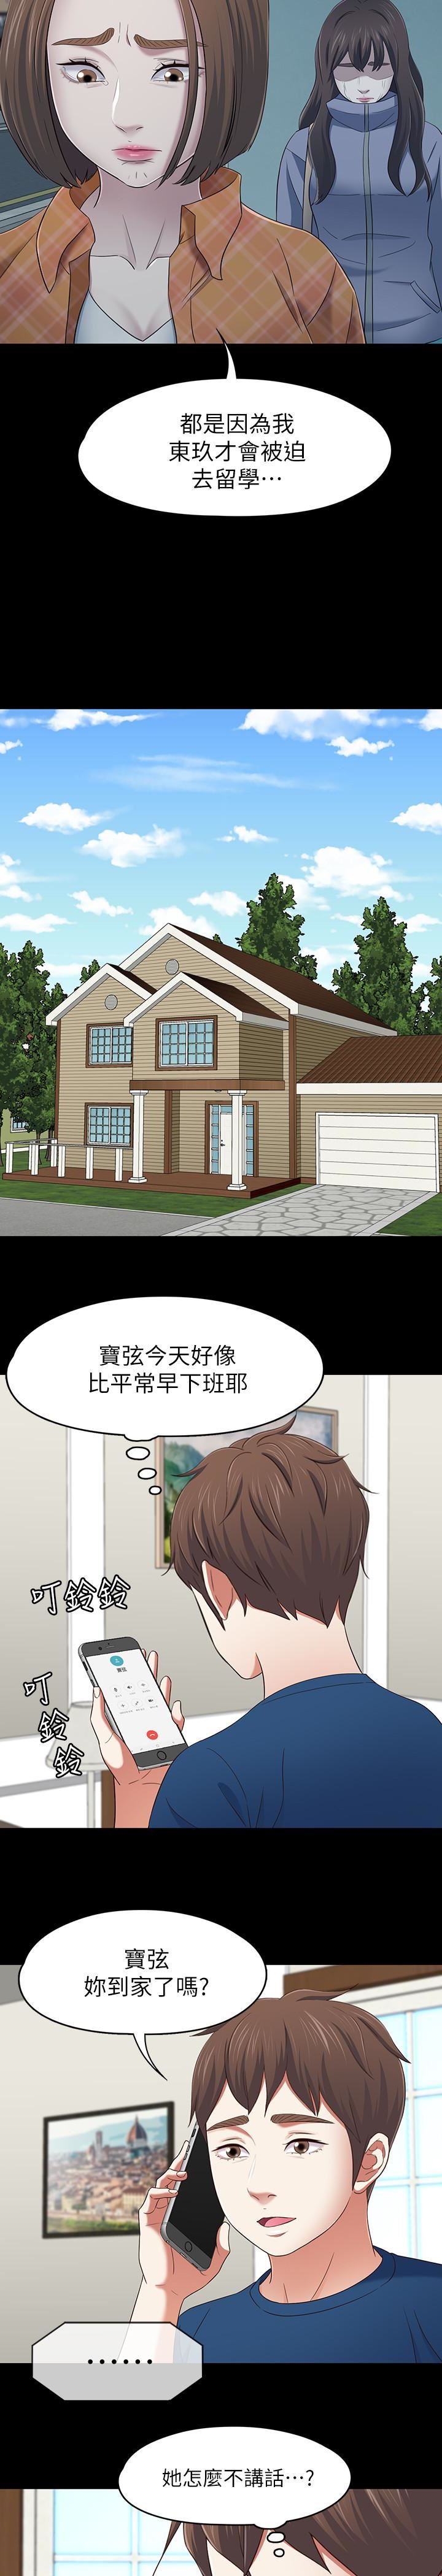 都是因為我
東玖才會被迫
去留學⋯
寶弦今天好像
比平常早下班耶
叮鈴鈴
寶弦
叮
鈴
鈴
寶弦
妳到家了嗎?
⋯⋯
她怎麼不講話⋯?